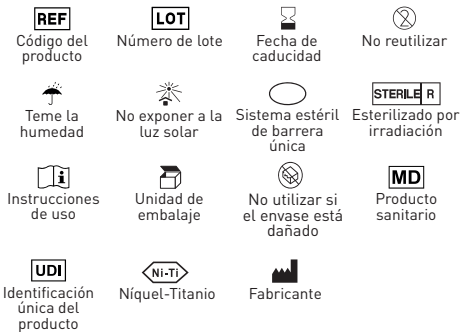 REF
LOT
Código del
producto
Número de lote
Fecha de
caducidad
No reutilizar
STERILE R
Teme la
humedad
No exponer a la
luz solar
Sistema estéril
de barrera
única
Esterilizado por
irradiación
i
MD
Instrucciones
de uso
Unidad de
embalaje
No utilizar si
el envase está
dañado
Producto
sanitario
UDI
Ni-Ti
Identificación
única del
producto
Níquel-Titanio
Fabricante